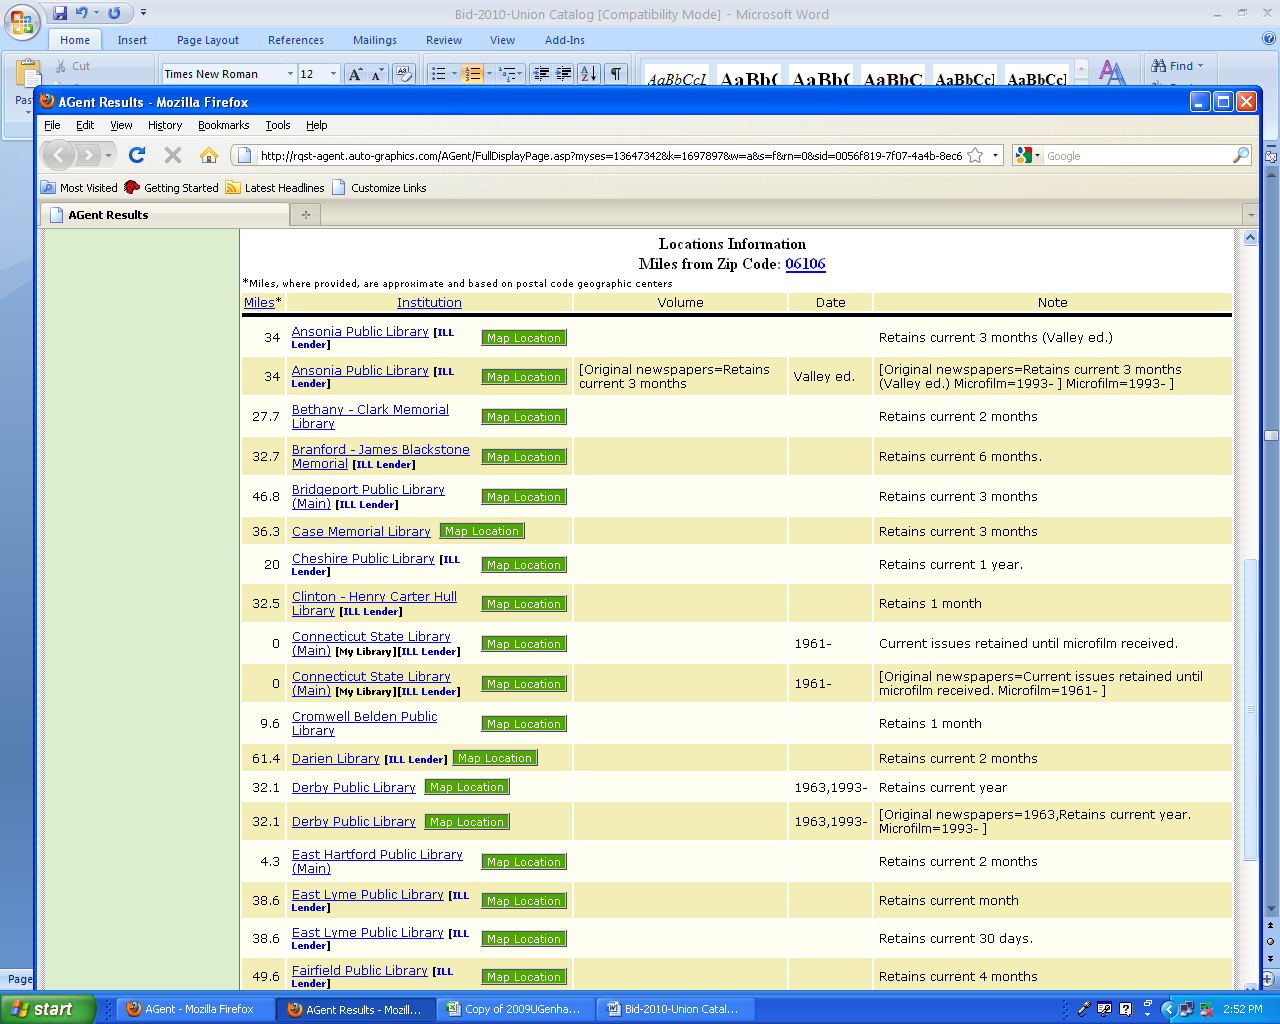 Bid-2010-Union Catalog [Compatibility Mode] - Microsoft Word
Home Insert Page Layout References Mailings Review View Add-Ins
Cut
Times New Roman 12 AaBbCcI AaBb( AaBb( AaBbC AaBbCc AaBbCcl Find
AGent Results - Mozilla Firefox
File Edit View History Bookmarks Tools Help
http://rqst-agent.auto-graphics.com/AGent/FullDisplayPage.asp?myses=13647342&k=1697897&w=a&s=f&rn=0&sid=0056f819-7f07-4a4b-8ec6 Google
Most Visited Getting Started Latest Headlines Customize Links
AGent Results
Locations Information
Miles from Zip Code: 06106
*Miles, where provided, are approximate and based on postal code geographic centers
Miles* Institution Volume Date Note
34 Ansonia Public Library [ILL Lender] Map Location Retains current 3 months (Valley ed.)
34 Ansonia Public Library [ILL Lender] Map Location [Original newspapers=Retains current 3 months Valley ed. [Original newspapers=Retains current 3 months (Valley ed.) Microfilm=1993- ] Microfilm=1993- ]
27.7 Bethany - Clark Memorial Library Map Location Retains current 2 months
32.7 Branford - James Blackstone Memorial [ILL Lender] Map Location Retains current 6 months.
46.8 Bridgeport Public Library (Main) [ILL Lender] Map Location Retains current 3 months
36.3 Case Memorial Library Map Location Retains current 3 months
20 Cheshire Public Library [ILL Lender] Map Location Retains current 1 year.
32.5 Clinton - Henry Carter Hull Library [ILL Lender] Map Location Retains 1 month
0 Connecticut State Library (Main) [My Library][ILL Lender] Map Location 1961- Current issues retained until microfilm received.
0 Connecticut State Library (Main) [My Library][ILL Lender] Map Location 1961- [Original newspapers=Current issues retained until microfilm received. Microfilm=1961- ]
9.6 Cromwell Belden Public Library Map Location Retains 1 month
61.4 Darien Library [ILL Lender] Map Location Retains current 2 months
32.1 Derby Public Library Map Location 1963,1993- Retains current year
32.1 Derby Public Library Map Location 1963,1993- [Original newspapers=1963,Retains current year. Microfilm=1993- ]
4.3 East Hartford Public Library (Main) Map Location Retains current 2 months
38.6 East Lyme Public Library [ILL Lender] Map Location Retains current month
38.6 East Lyme Public Library [ILL Lender] Map Location Retains current 30 days.
49.6 Fairfield Public Library [ILL Lender] Map Location Retains current 4 months
Page
start AGent - Mozilla Firefox AGent Results - Mozill... Copy of 2009UGenha... Bid-2010-Union Catal... 2:52 PM